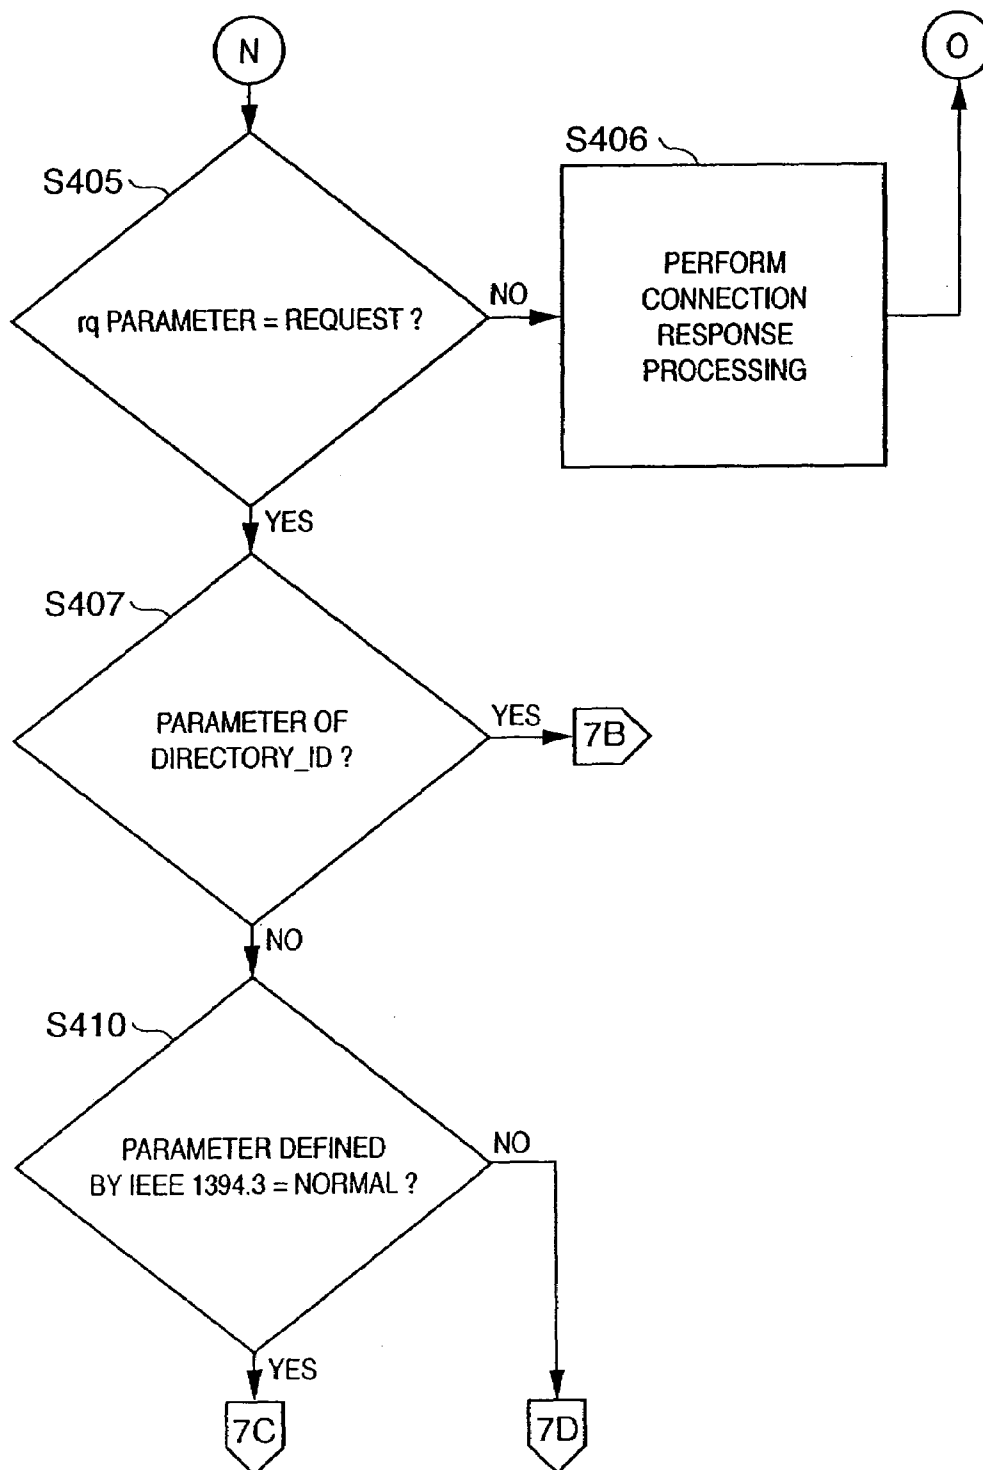 N
O
S405
S406
rq PARAMETER = REQUEST ?
NO
PERFORM
CONNECTION
RESPONSE
PROCESSING
YES
S407
PARAMETER OF
DIRECTORY_ID ?
YES
7B
NO
S410
PARAMETER DEFINED
BY IEEE 1394.3 = NORMAL ?
NO
YES
7C
7D